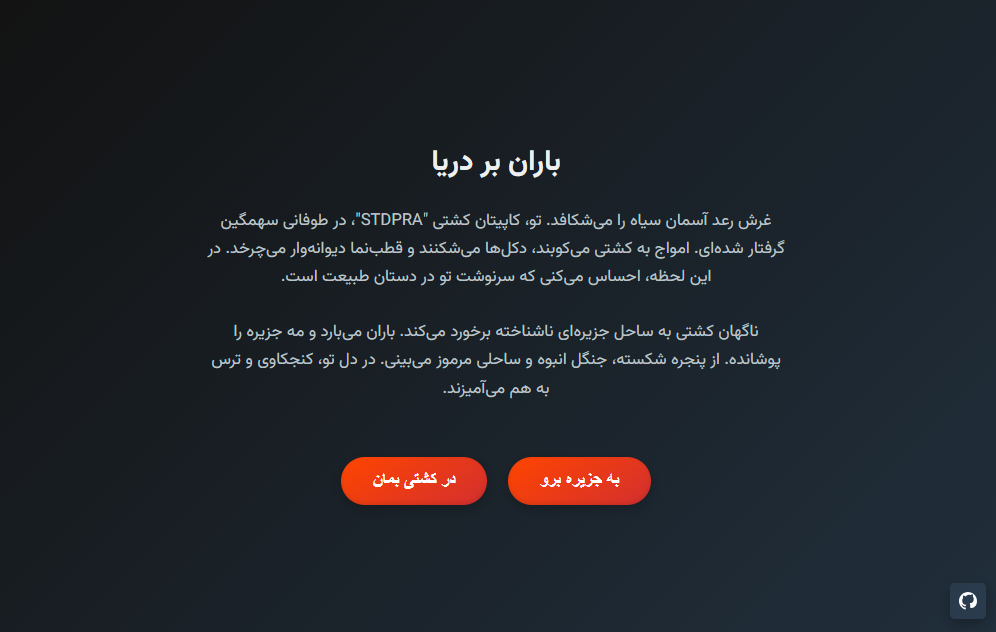 باران بر دریا
غرش رعد آسمان سیاه را می‌شکافد. تو، کاپیتان کشتی "STDPRA"، در طوفانی سهمگین
گرفتار شده‌ای. امواج به کشتی می‌کوبند، دکل‌ها می‌شکنند و قطب‌نما دیوانه‌وار می‌چرخد. در
این لحظه، احساس می‌کنی که سرنوشت تو در دستان طبیعت است.
ناگهان کشتی به ساحل جزیره‌ای ناشناخته برخورد می‌کند. باران می‌بارد و مه جزیره را
پوشانده. از پنجره شکسته، جنگل انبوه و ساحلی مرموز می‌بینی. در دل تو، کنجکاوی و ترس
به هم می‌آمیزند.
به جزیره برو
در کشتی بمان